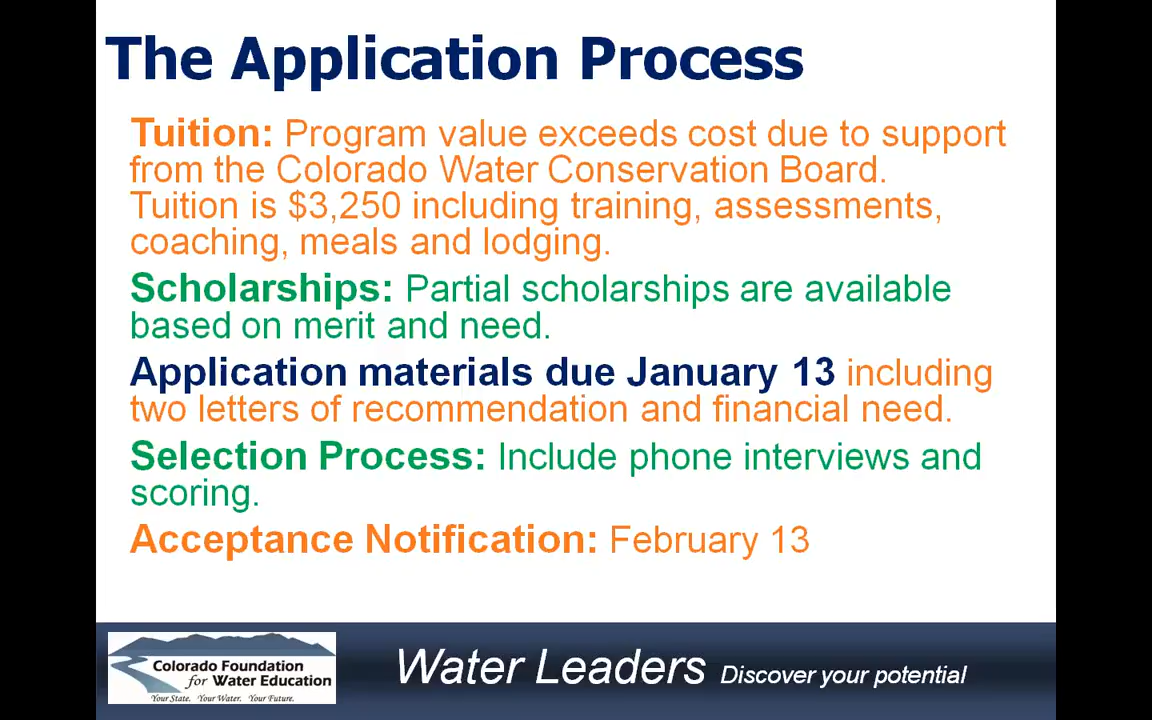 The Application Process
Tuition: Program value exceeds cost due to support
from the Colorado Water Conservation Board.
Tuition is $3,250 including training, assessments,
coaching, meals and lodging.
Scholarships: Partial scholarships are available
based on merit and need.
Application materials due January 13 including
two letters of recommendation and financial need.
Selection Process: Include phone interviews and
scoring.
Acceptance Notification: February 13
Colorado Foundation
for Water Education
Your State. Your Water. Your Future.
Water Leaders Discover your potential